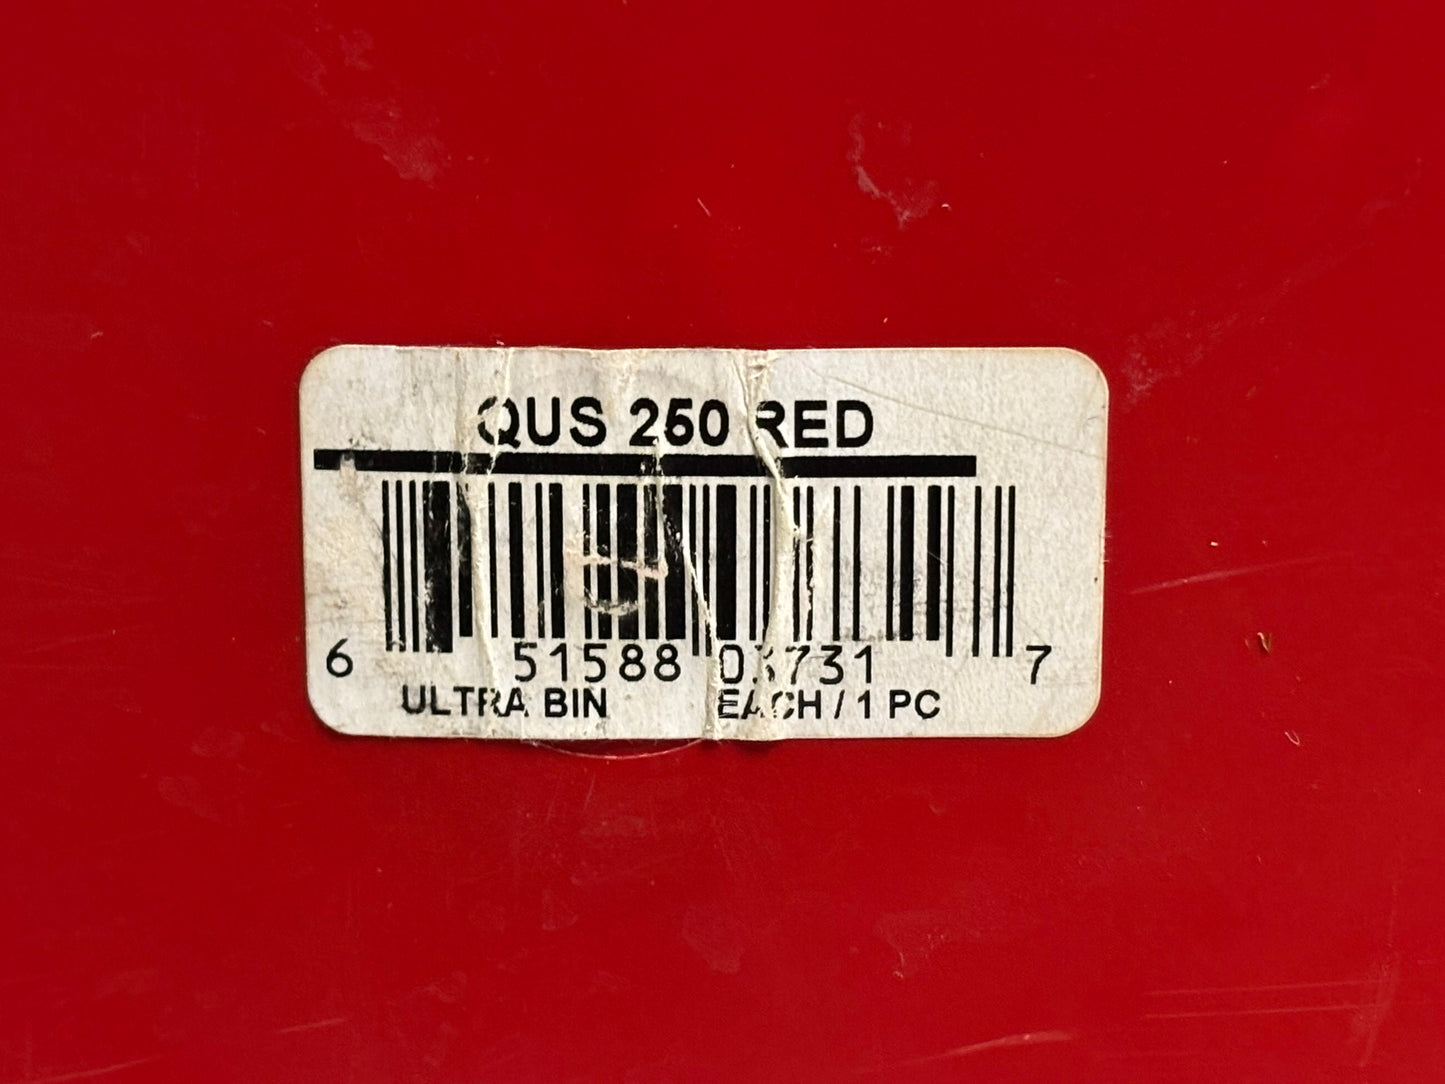 QUS 250 RED
6 51588 03731 7
ULTRA BIN EACH / 1 PC